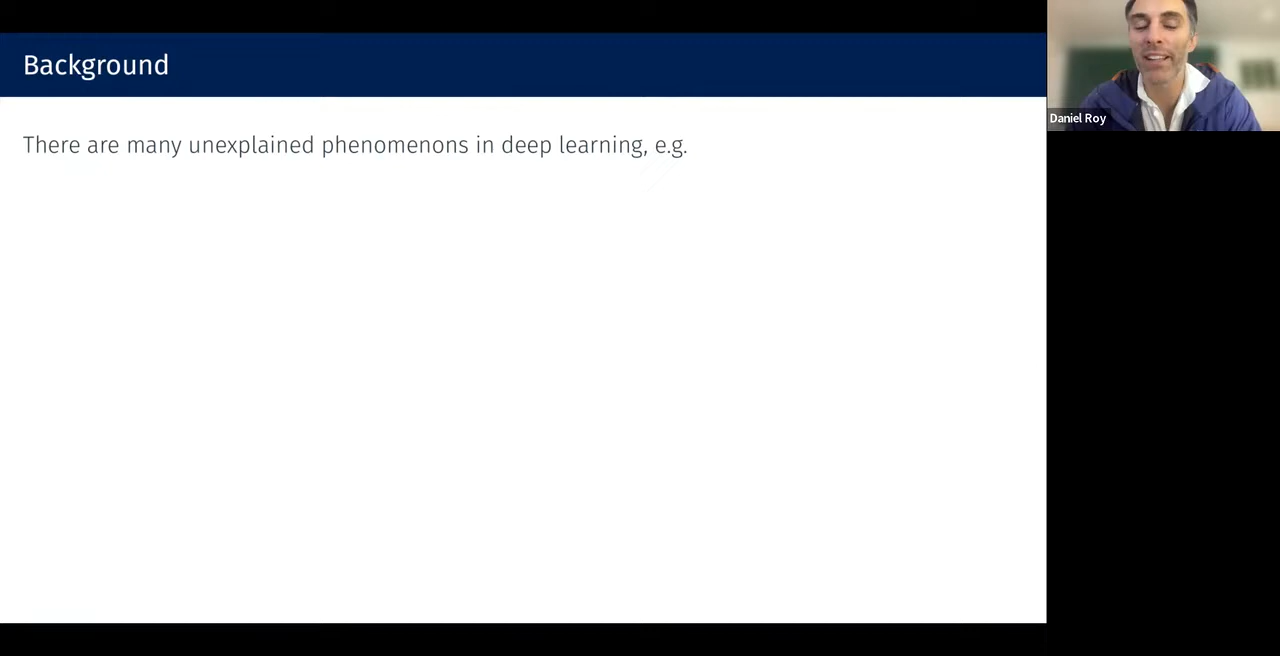 Background
There are many unexplained phenomenons in deep learning, e.g.
Daniel Roy